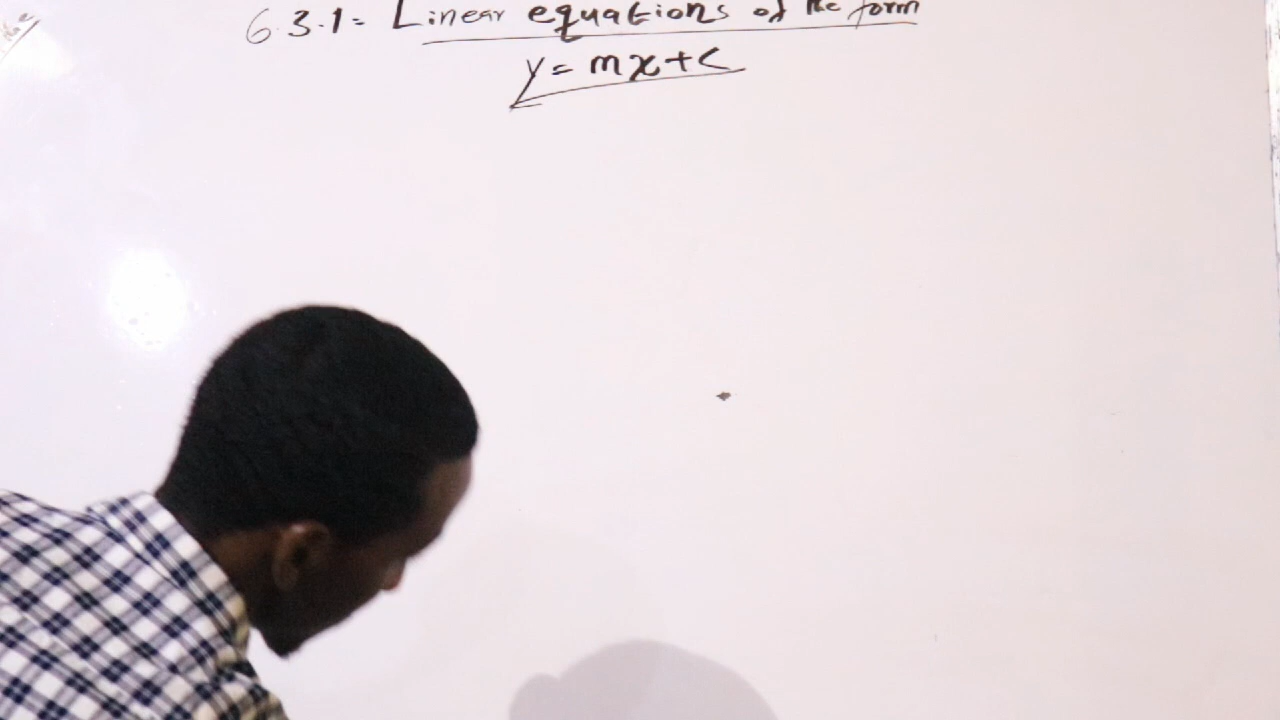 6.3.1= Linear equations of the form
y = mx+c